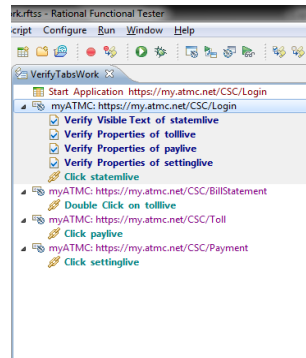 rk.rftss - Rational Functional Tester
Script Configure Run Window Help
VerifyTabsWork
Start Application https://my.atmc.net/CSC/Login
myATMC: https://my.atmc.net/CSC/Login
Verify Visible Text of statemlive
Verify Properties of tolllive
Verify Properties of paylive
Verify Properties of settinglive
Click statemlive
myATMC: https://my.atmc.net/CSC/BillStatement
Double Click on tolllive
myATMC: https://my.atmc.net/CSC/Toll
Click paylive
myATMC: https://my.atmc.net/CSC/Payment
Click settinglive